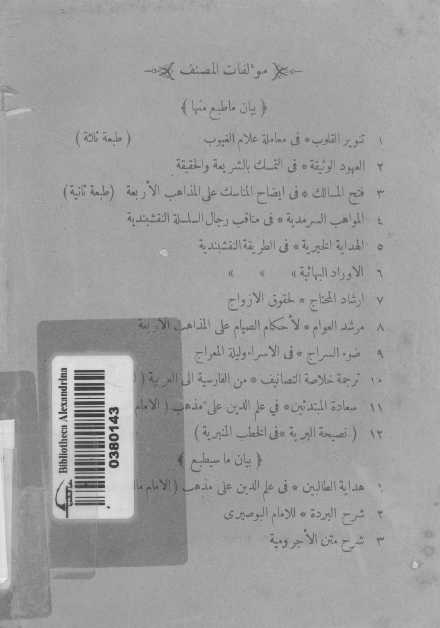 مؤلفات المصنف
﴿ بيان ماطبع منها ﴾
١ تنوير القلوب * فى معاملة علام الغيوب ( طبعة ثالثة )
٢ العهود الوثيقة * فى التمسك بالشريعة والحقيقة
٣ فتح المسالك * فى ايضاح المناسك على المذاهب الأربعة (طبعة ثانية)
٤ المواهب السرمدية * فى مناقب رجال السلسلة النقشبندية
٥ الهداية الخيرية * فى الطريقة النقشبندية
٦ الاوراد البهائية » » »
٧ ارشاد المحتاج * لحقوق الازواج
٨ مرشد العوام * لأحكام الصيام على المذاهب الاربعة
٩ ضوء السراج * فى الاسراء وليلة المعراج
١٠ ترجمة خلاصة التصانيف * من الفارسية الى العربية (
١١ سعادة المبتدئين * في علم الدين على مذهب ( الامام
١٢ ( نصيحة البرية * فى الخطب المنبرية )
﴿ بيان ما سيطبع ﴾
١ هداية الطالبين * فى علم الدين على مذهب ( الامام
٢ شرح البردة * للامام البوصيرى
٣ شرح متن الأجرومية
Bibliotheca Alexandrina
0380143